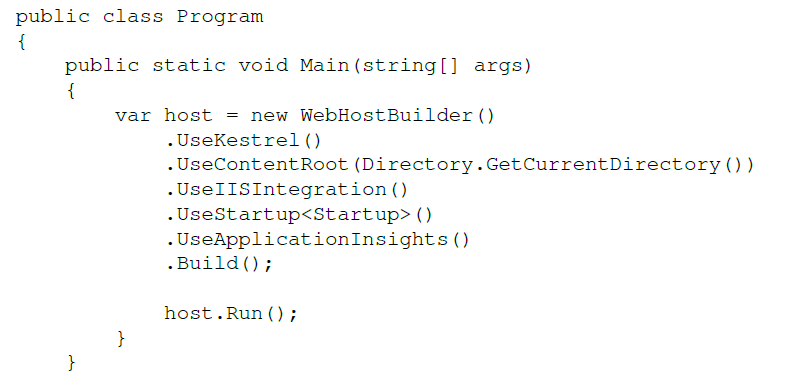 public class Program
{
    public static void Main(string[] args)
    {
        var host = new WebHostBuilder()
            .UseKestrel()
            .UseContentRoot(Directory.GetCurrentDirectory())
            .UseIISIntegration()
            .UseStartup<Startup>()
            .UseApplicationInsights()
            .Build();

            host.Run();
        }
    }